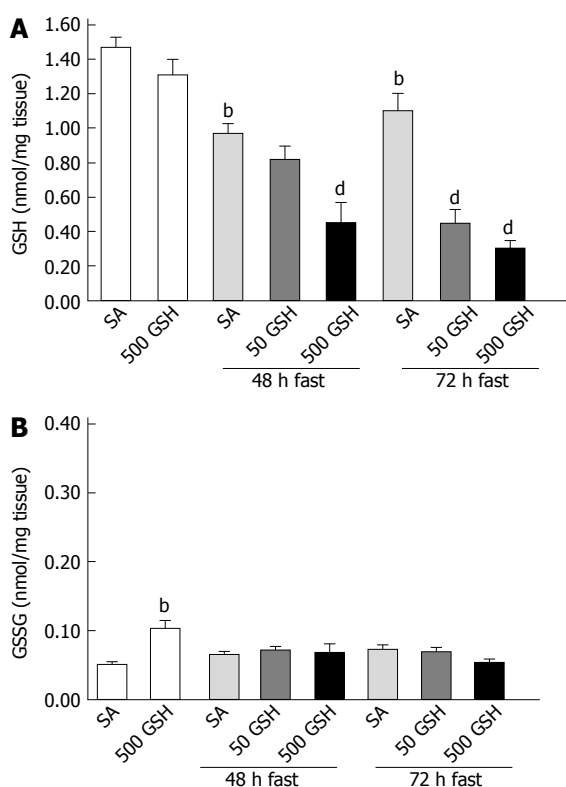 A
GSH (nmol/mg tissue)
1.60
1.40
1.20
1.00
0.80
0.60
0.40
0.20
0.00
b
d
b
d
d
SA
500 GSH
SA
50 GSH
500 GSH
SA
50 GSH
500 GSH
48 h fast
72 h fast
B
GSSG (nmol/mg tissue)
0.40
0.30
0.20
0.10
0.00
b
SA
500 GSH
SA
50 GSH
500 GSH
SA
50 GSH
500 GSH
48 h fast
72 h fast